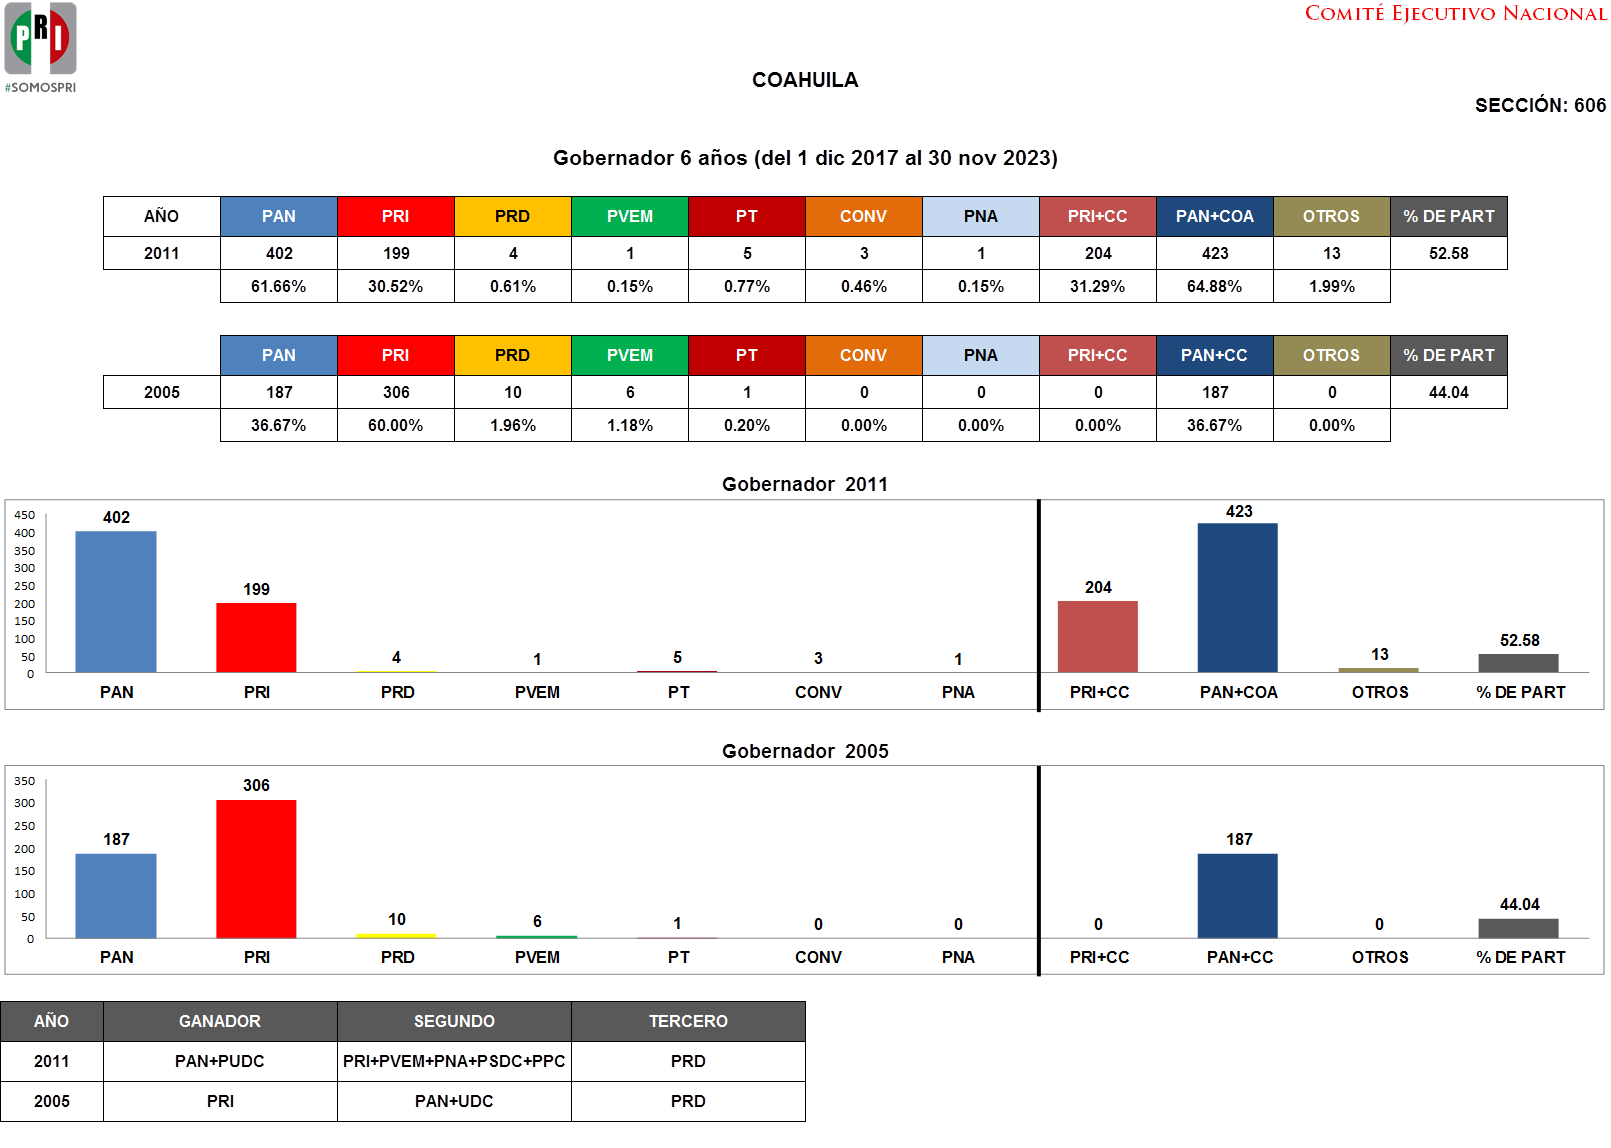 PRI
#SOMOSPRI
COMITÉ EJECUTIVO NACIONAL
COAHUILA
SECCIÓN: 606
Gobernador 6 años (del 1 dic 2017 al 30 nov 2023)
AÑO PAN PRI PRD PVEM PT CONV PNA PRI+CC PAN+COA OTROS % DE PART
2011 402 199 4 1 5 3 1 204 423 13 52.58
61.66% 30.52% 0.61% 0.15% 0.77% 0.46% 0.15% 31.29% 64.88% 1.99%
PAN PRI PRD PVEM PT CONV PNA PRI+CC PAN+CC OTROS % DE PART
2005 187 306 10 6 1 0 0 0 187 0 44.04
36.67% 60.00% 1.96% 1.18% 0.20% 0.00% 0.00% 0.00% 36.67% 0.00%
Gobernador 2011
450
400
350
300
250
200
150
100
50
0
402 199 4 1 5 3 1 204 423 13 52.58
PAN PRI PRD PVEM PT CONV PNA PRI+CC PAN+COA OTROS % DE PART
Gobernador 2005
350
300
250
200
150
100
50
0
187 306 10 6 1 0 0 0 187 0 44.04
PAN PRI PRD PVEM PT CONV PNA PRI+CC PAN+CC OTROS % DE PART
AÑO GANADOR SEGUNDO TERCERO
2011 PAN+PUDC PRI+PVEM+PNA+PSDC+PPC PRD
2005 PRI PAN+UDC PRD